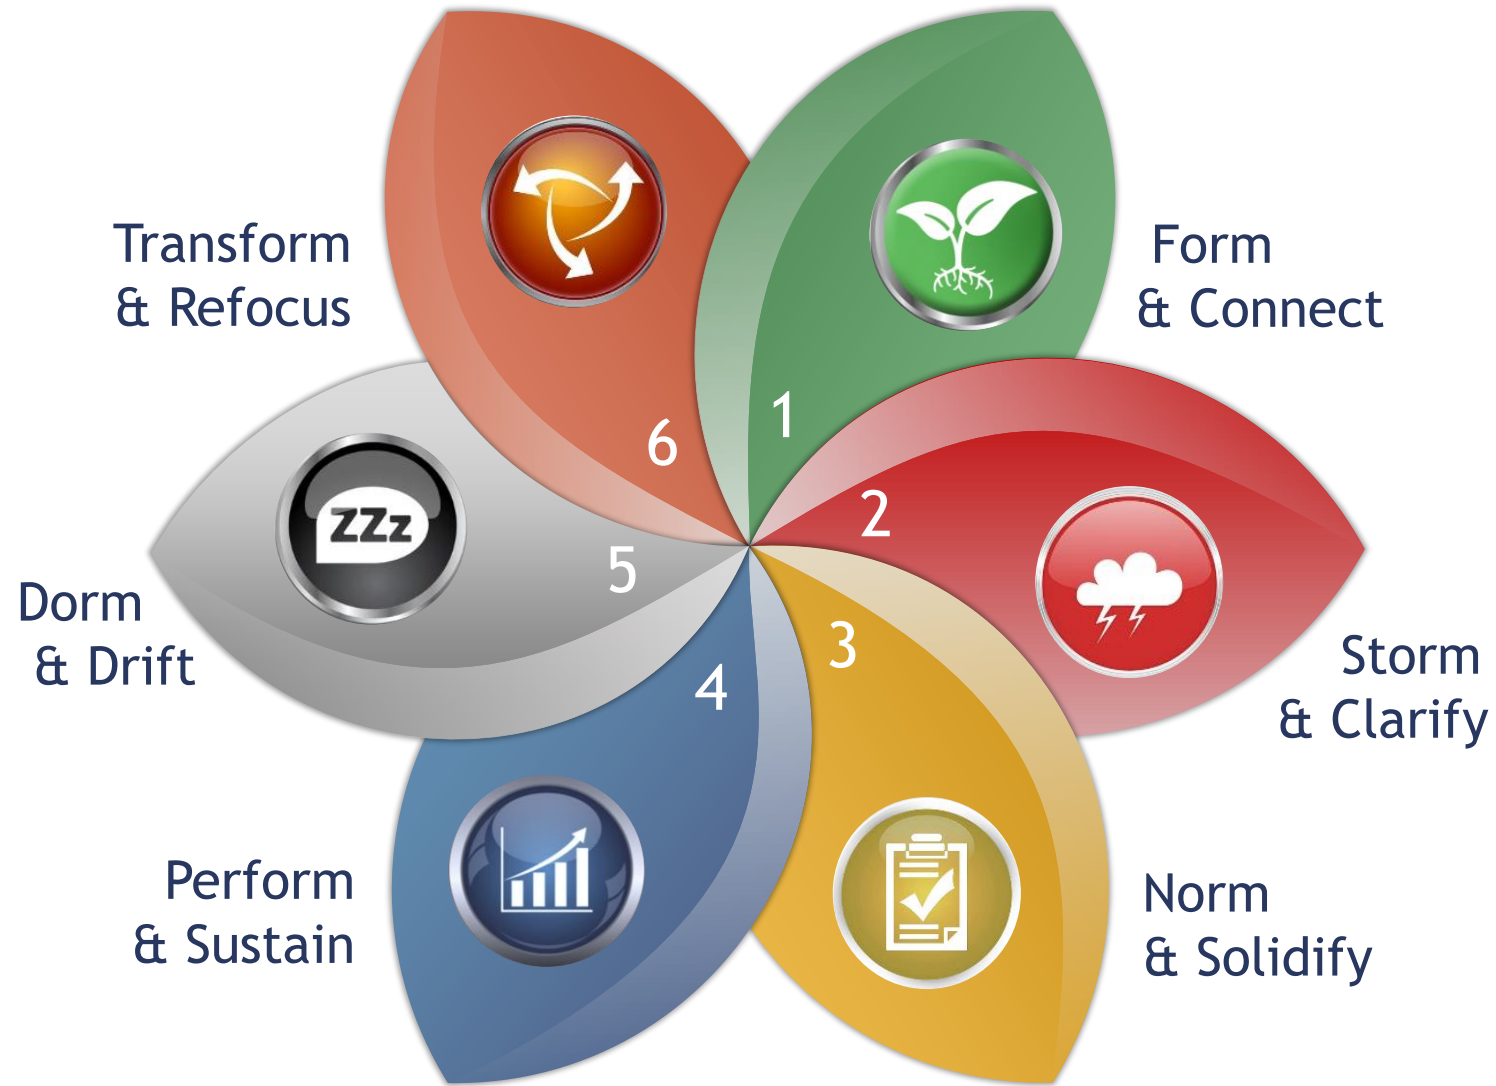 Transform
& Refocus
Form
& Connect
6
1
2
zzz
5
3
4
Dorm
& Drift
Storm
& Clarify
Perform
& Sustain
Norm
& Solidify